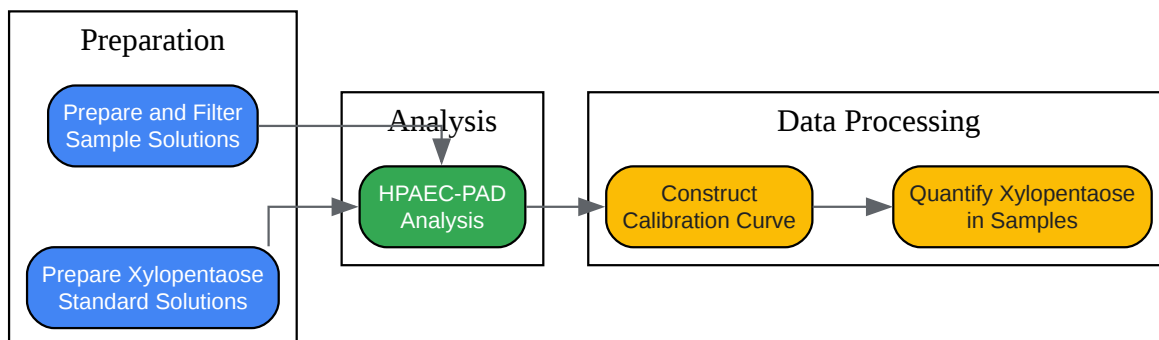 Preparation
Prepare and Filter
Sample Solutions
Prepare Xylopentaose
Standard Solutions
Analysis
HPAEC-PAD
Analysis
Data Processing
Construct
Calibration Curve
Quantify Xylopentaose
in Samples